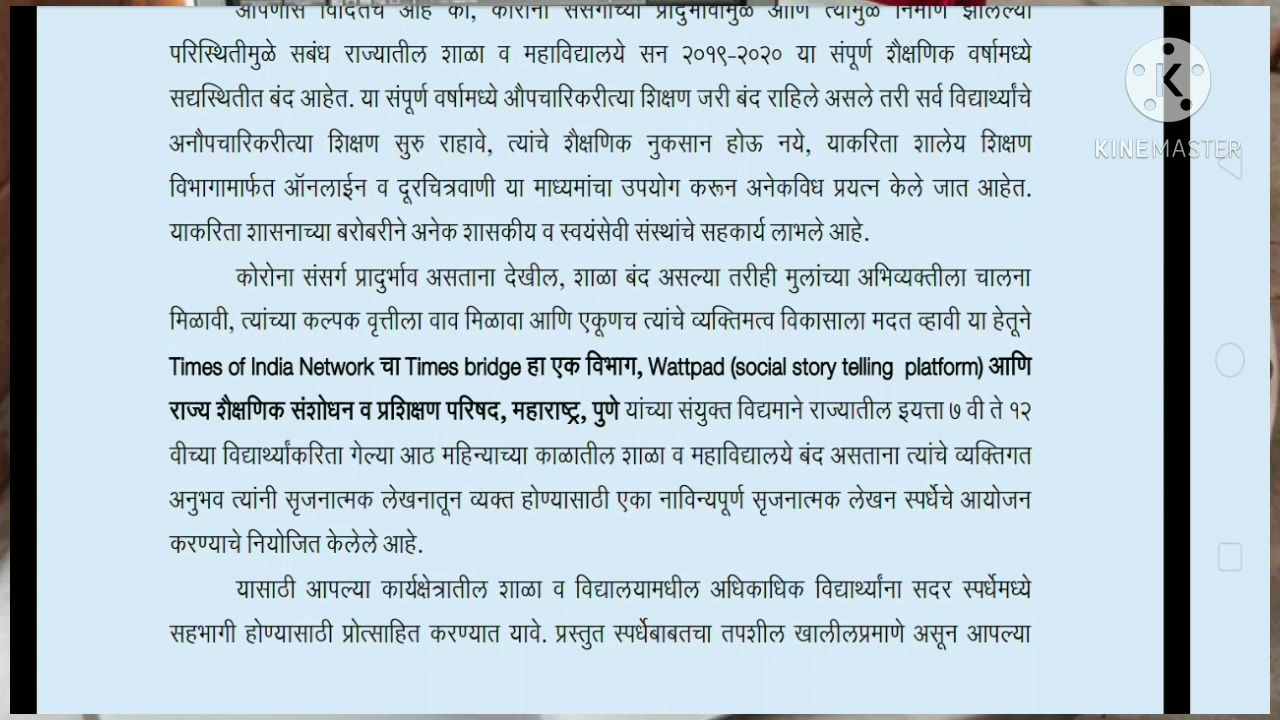 आपणास विदितच आहे की, कोरोना संसर्गाच्या प्रादुर्भावामुळे आणि त्यामुळे निर्माण झालेल्या
परिस्थितीमुळे सबंध राज्यातील शाळा व महाविद्यालये सन २०१९-२०२० या संपूर्ण शैक्षणिक वर्षामध्ये
सद्यस्थितीत बंद आहेत. या संपूर्ण वर्षामध्ये औपचारिकरीत्या शिक्षण जरी बंद राहिले असले तरी सर्व विद्यार्थ्यांचे
अनौपचारिकरीत्या शिक्षण सुरु राहावे, त्यांचे शैक्षणिक नुकसान होऊ नये, याकरिता शालेय शिक्षण
विभागामार्फत ऑनलाईन व दूरचित्रवाणी या माध्यमांचा उपयोग करून अनेकविध प्रयत्न केले जात आहेत.
याकरिता शासनाच्या बरोबरीने अनेक शासकीय व स्वयंसेवी संस्थांचे सहकार्य लाभले आहे.
कोरोना संसर्ग प्रादुर्भाव असताना देखील, शाळा बंद असल्या तरीही मुलांच्या अभिव्यक्तीला चालना
मिळावी, त्यांच्या कल्पक वृत्तीला वाव मिळावा आणि एकूणच त्यांचे व्यक्तिमत्व विकासाला मदत व्हावी या हेतूने
Times of India Network चा Times bridge हा एक विभाग, Wattpad (social story telling platform) आणि
राज्य शैक्षणिक संशोधन व प्रशिक्षण परिषद, महाराष्ट्र, पुणे यांच्या संयुक्त विद्यमाने राज्यातील इयत्ता ७ वी ते १२
वीच्या विद्यार्थ्यांकरिता गेल्या आठ महिन्याच्या काळातील शाळा व महाविद्यालये बंद असताना त्यांचे व्यक्तिगत
अनुभव त्यांनी सृजनात्मक लेखनातून व्यक्त होण्यासाठी एका नाविन्यपूर्ण सृजनात्मक लेखन स्पर्धेचे आयोजन
करण्याचे नियोजित केलेले आहे.
यासाठी आपल्या कार्यक्षेत्रातील शाळा व विद्यालयामधील अधिकाधिक विद्यार्थ्यांना सदर स्पर्धेमध्ये
सहभागी होण्यासाठी प्रोत्साहित करण्यात यावे. प्रस्तुत स्पर्धेबाबतचा तपशील खालीलप्रमाणे असून आपल्या
K
KINEMASTER